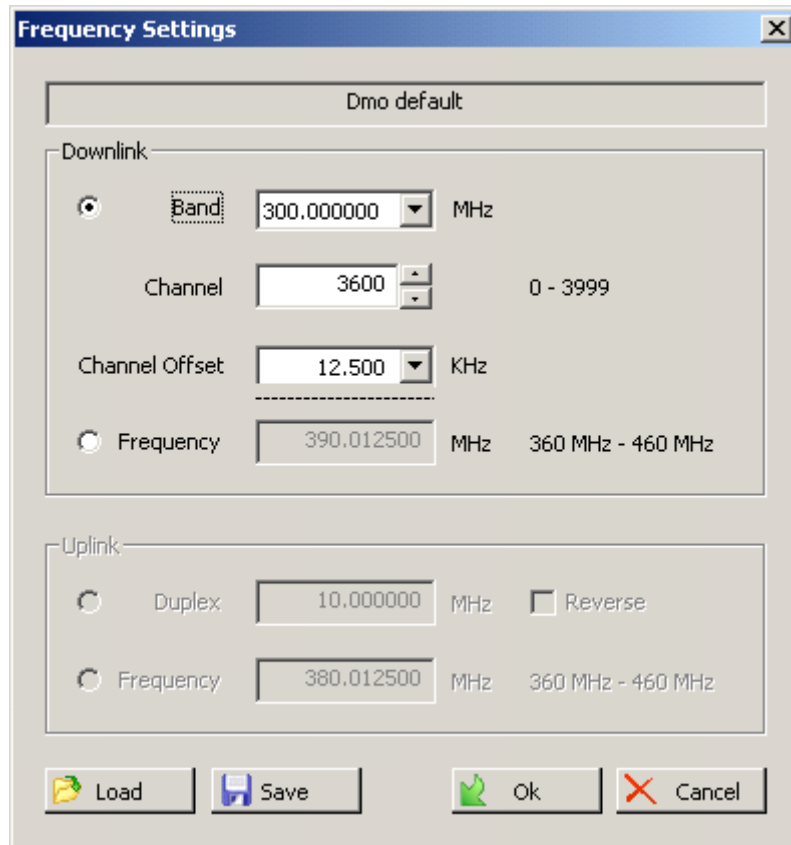 Frequency Settings
Dmo default
Downlink
Band 300.000000 MHz
Channel 3600 0 - 3999
Channel Offset 12.500 KHz
Frequency 390.012500 MHz 360 MHz - 460 MHz
Uplink
Duplex 10.000000 MHz Reverse
Frequency 380.012500 MHz 360 MHz - 460 MHz
Load Save Ok Cancel